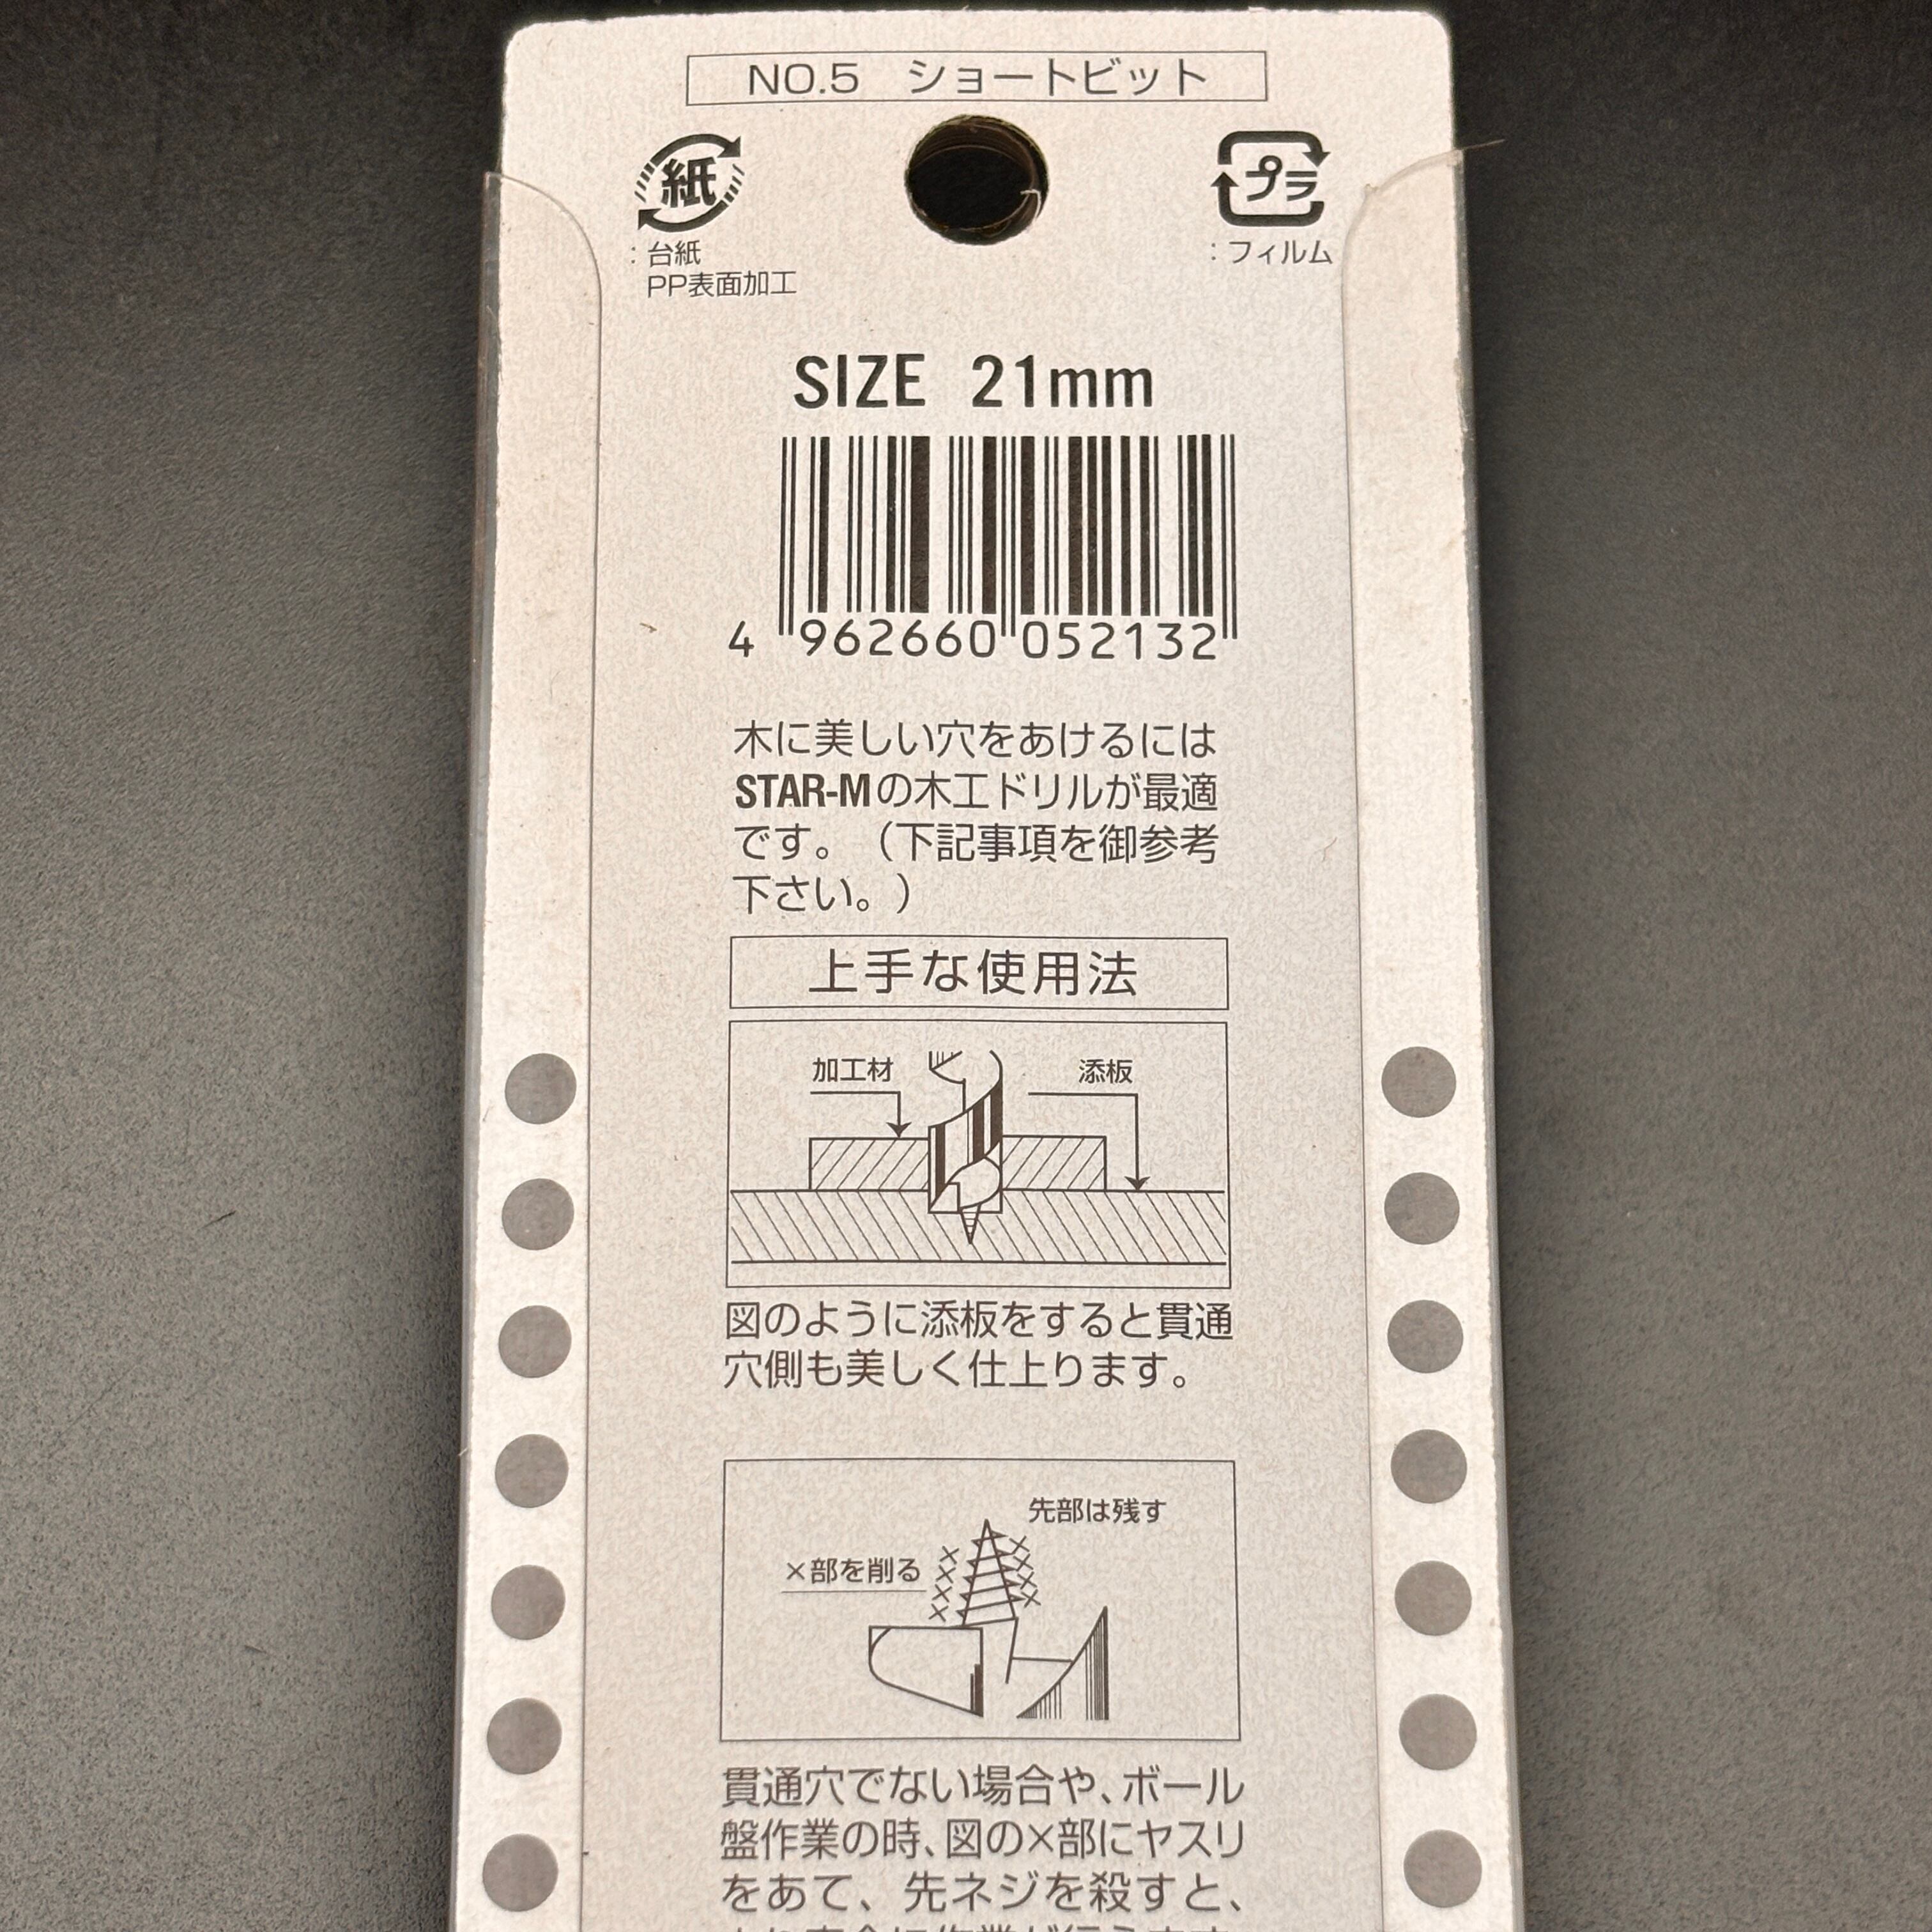 NO.5 ショートビット
紙
プラ
：台紙
PP表面加工
：フィルム
SIZE 21mm
4 962660 052132
木に美しい穴をあけるには
STAR-Mの木工ドリルが最適
です。（下記事項を御参考
下さい。）
上手な使用法
加工材
添板
図のように添板をすると貫通
穴側も美しく仕上ります。
先部は残す
×部を削る
貫通穴でない場合や、ボール
盤作業の時、図の×部にヤスリ
をあて、先ネジを殺すと、